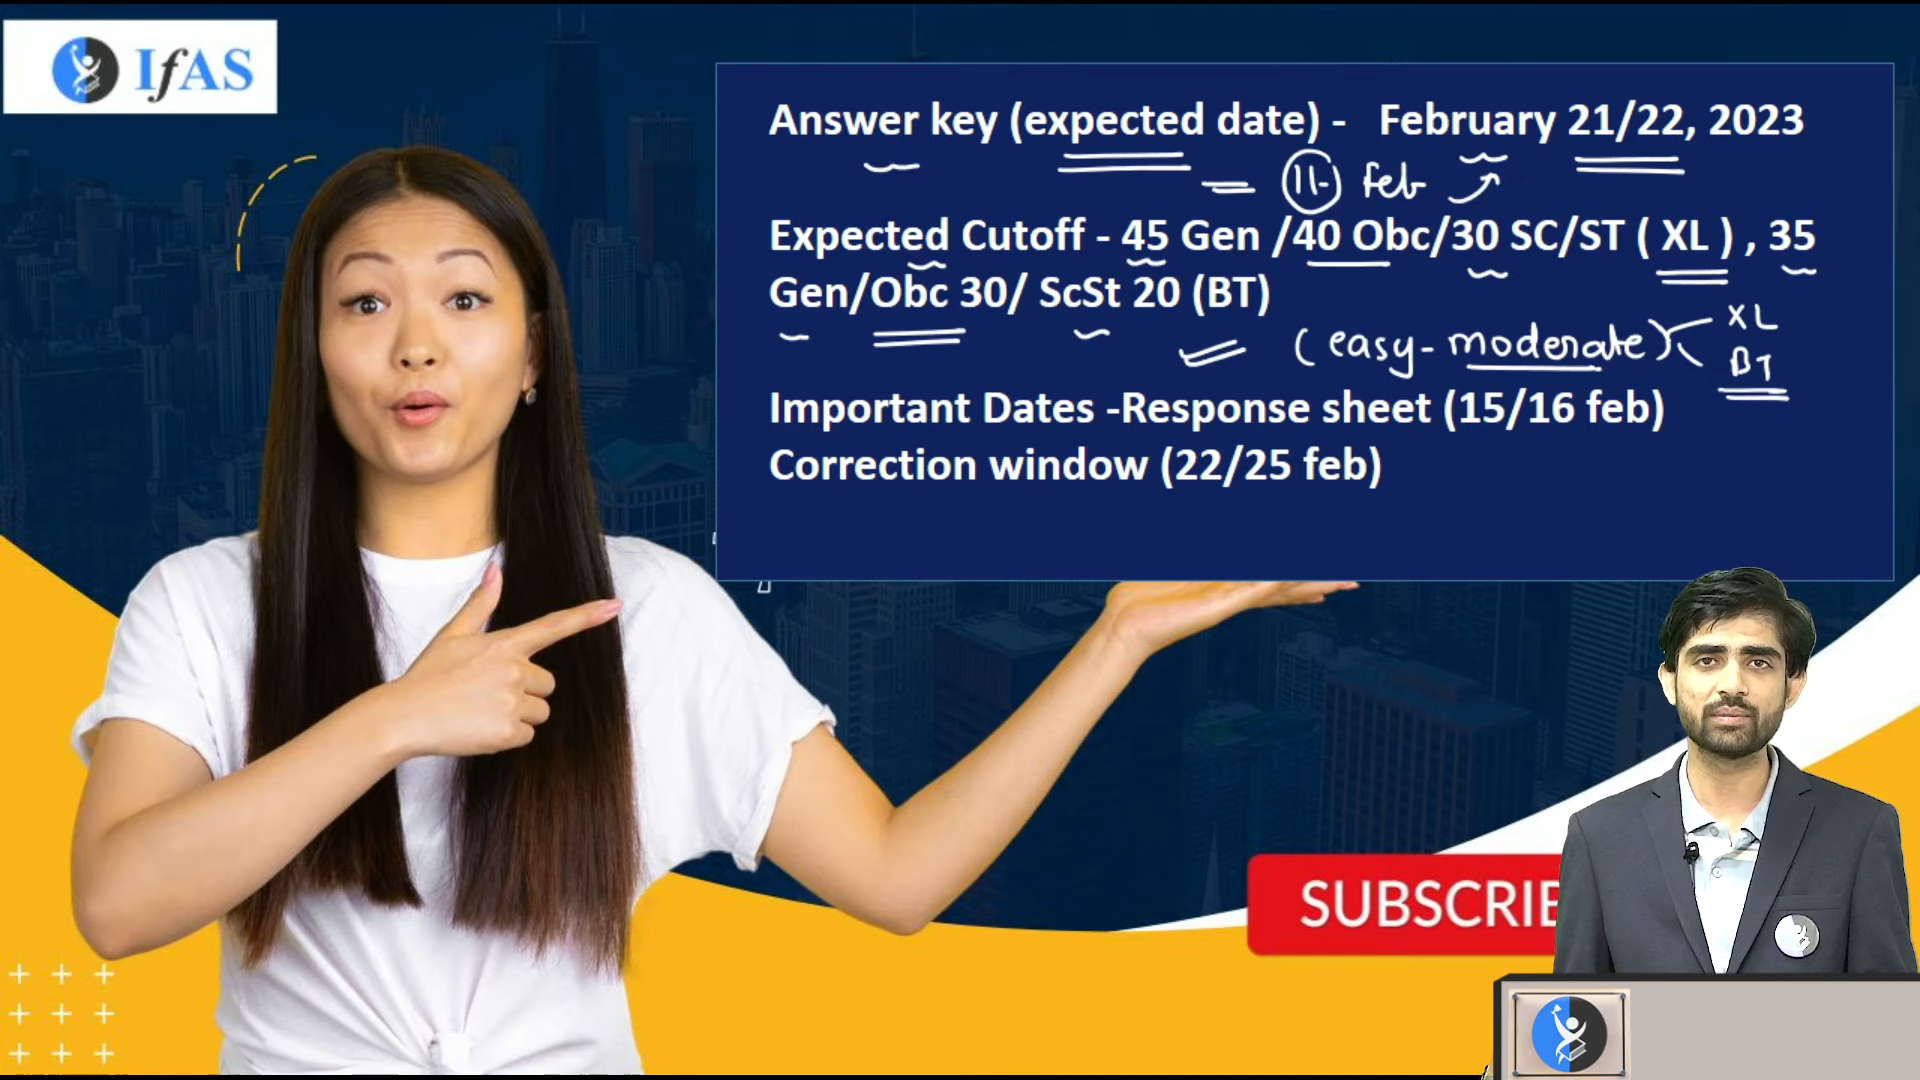 IfAS
Answer key (expected date) - February 21/22, 2023
11 feb
Expected Cutoff - 45 Gen /40 Obc/30 SC/ST ( XL ) , 35
Gen/Obc 30/ ScSt 20 (BT)
(easy-moderate) XL
BT
Important Dates -Response sheet (15/16 feb)
Correction window (22/25 feb)
SUBSCRIBE